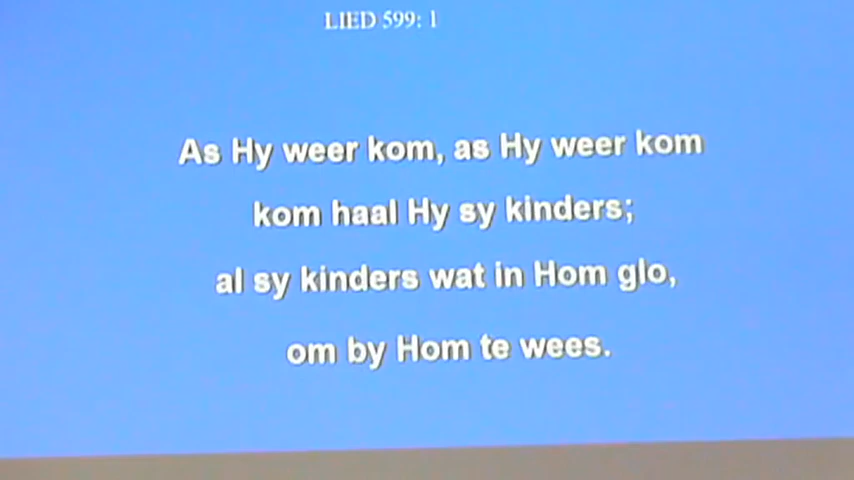 LIED 599: 1
As Hy weer kom, as Hy weer kom
kom haal Hy sy kinders;
al sy kinders wat in Hom glo,
om by Hom te wees.